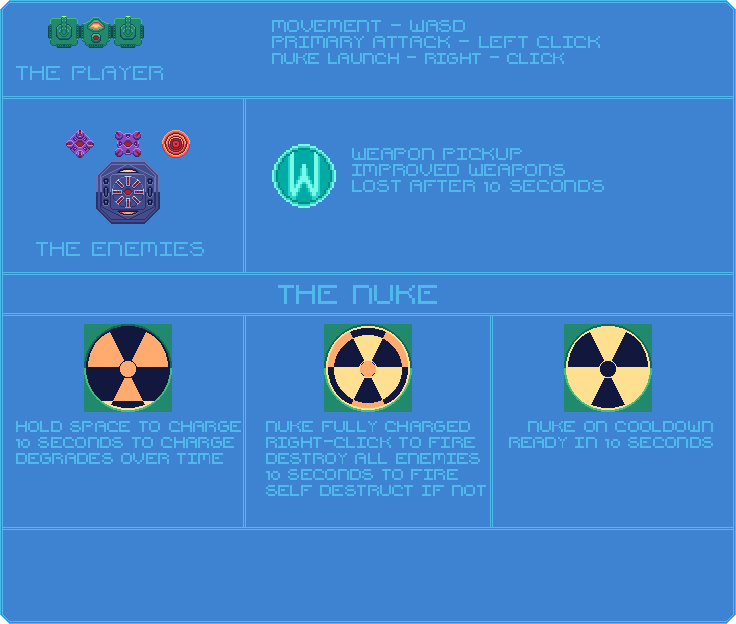 MOVEMENT - WASD
PRIMARY ATTACK - LEFT CLICK
NUKE LAUNCH - RIGHT - CLICK
THE PLAYER
W
WEAPON PICKUP
IMPROVED WEAPONS
LOST AFTER 10 SECONDS
THE ENEMIES
THE NUKE
HOLD SPACE TO CHARGE
10 SECONDS TO CHARGE
DEGRADES OVER TIME
NUKE FULLY CHARGED
RIGHT-CLICK TO FIRE
DESTROY ALL ENEMIES
10 SECONDS TO FIRE
SELF DESTRUCT IF NOT
NUKE ON COOLDOWN
READY IN 10 SECONDS